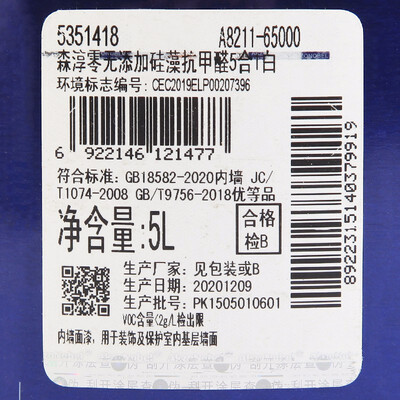 5351418 A8211-65000
森淳零无添加硅藻抗甲醛5合1白
环境标志编号: CEC2019ELP00207396
6 922146 121477
符合标准: GB18582-2020内墙 JC/
T1074-2008 GB/T9756-2018优等品
净含量:5L
合格
检B
生产厂家: 见包装或B
生产日期: 20201209
生产批号: PK1505010601
VOC含量<2g/L检出限
内墙面漆, 用于装饰及保护室内基层墙面
8922315140379919
刮开涂层查